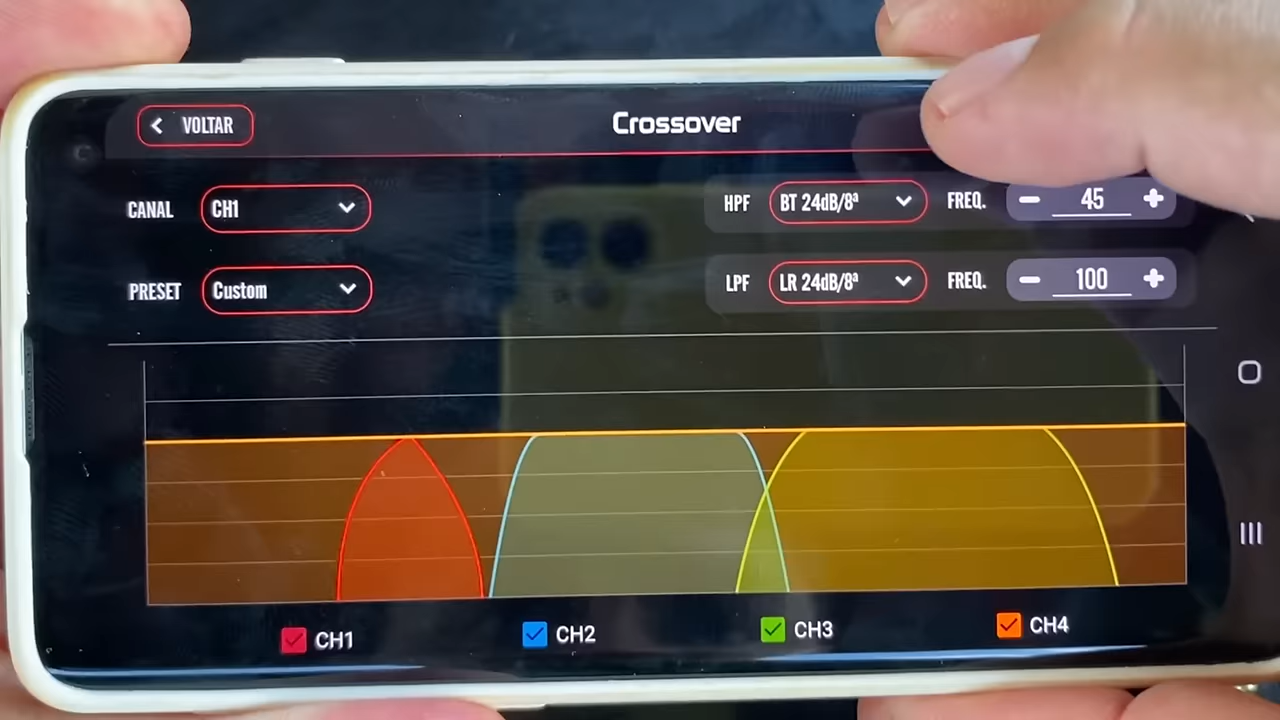 VOLTAR
Crossover
CANAL CH1 HPF BT 24dB/8ª FREQ. 45
PRESET Custom LPF LR 24dB/8ª FREQ. 100
CH1 CH2 CH3 CH4